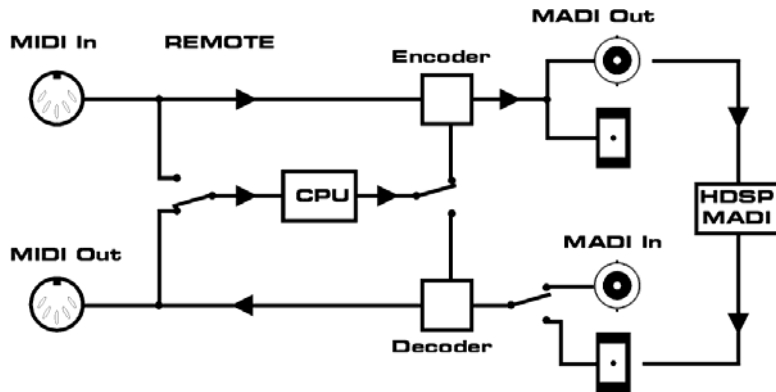 MIDI In
REMOTE
Encoder
MADI Out
CPU
HDSP
MADI
MIDI Out
MADI In
Decoder